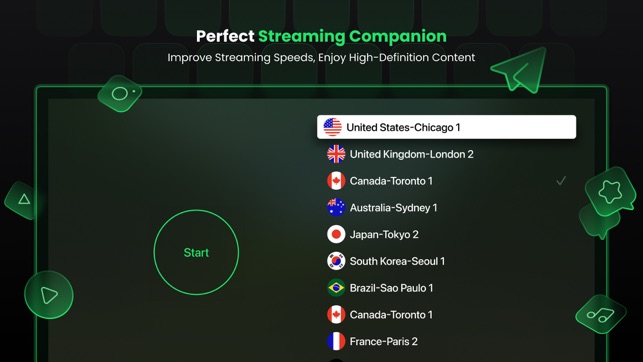 Perfect Streaming Companion
Improve Streaming Speeds, Enjoy High-Definition Content
United States-Chicago 1
United Kingdom-London 2
Canada-Toronto 1
Australia-Sydney 1
Japan-Tokyo 2
Start
South Korea-Seoul 1
Brazil-Sao Paulo 1
Canada-Toronto 1
France-Paris 2